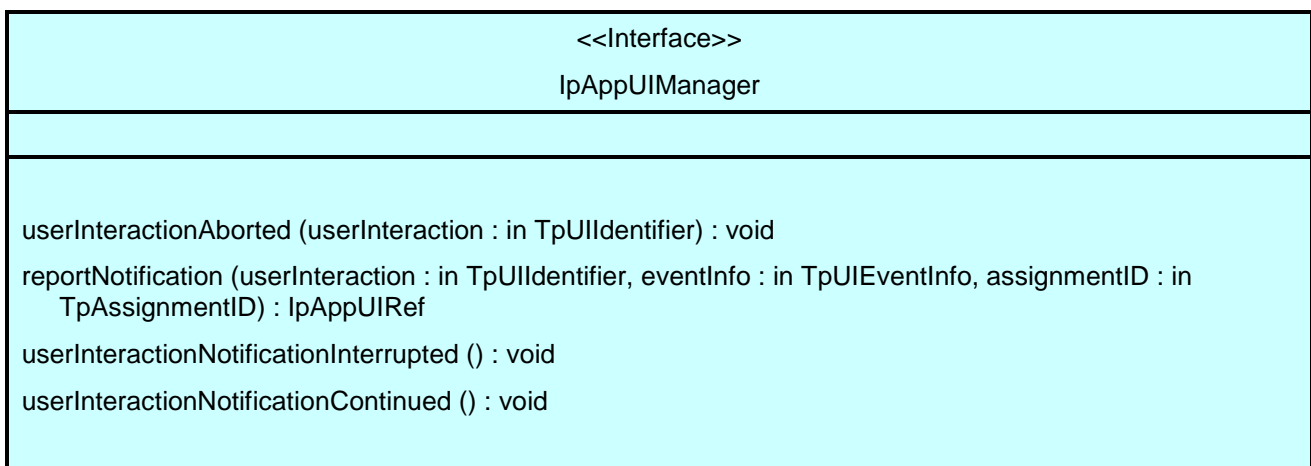 <<Interface>>
IpAppUIManager
userInteractionAborted (userInteraction : in TpUIIdentifier) : void
reportNotification (userInteraction : in TpUIIdentifier, eventInfo : in TpUIEventInfo, assignmentID : in
TpAssignmentID) : IpAppUIRef
userInteractionNotificationInterrupted () : void
userInteractionNotificationContinued () : void